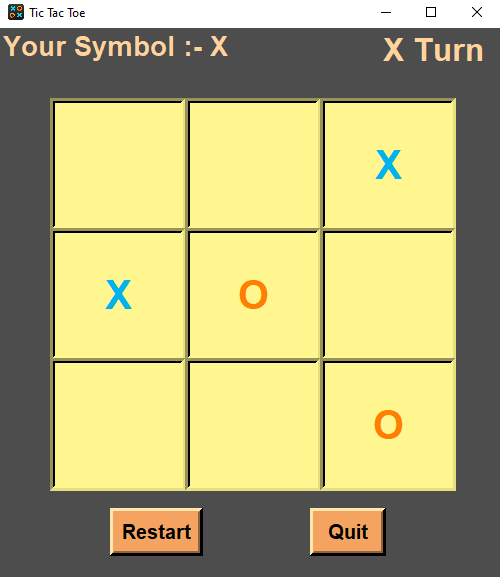 Tic Tac Toe
Your Symbol :- X
X Turn
X
X O
O
Restart Quit